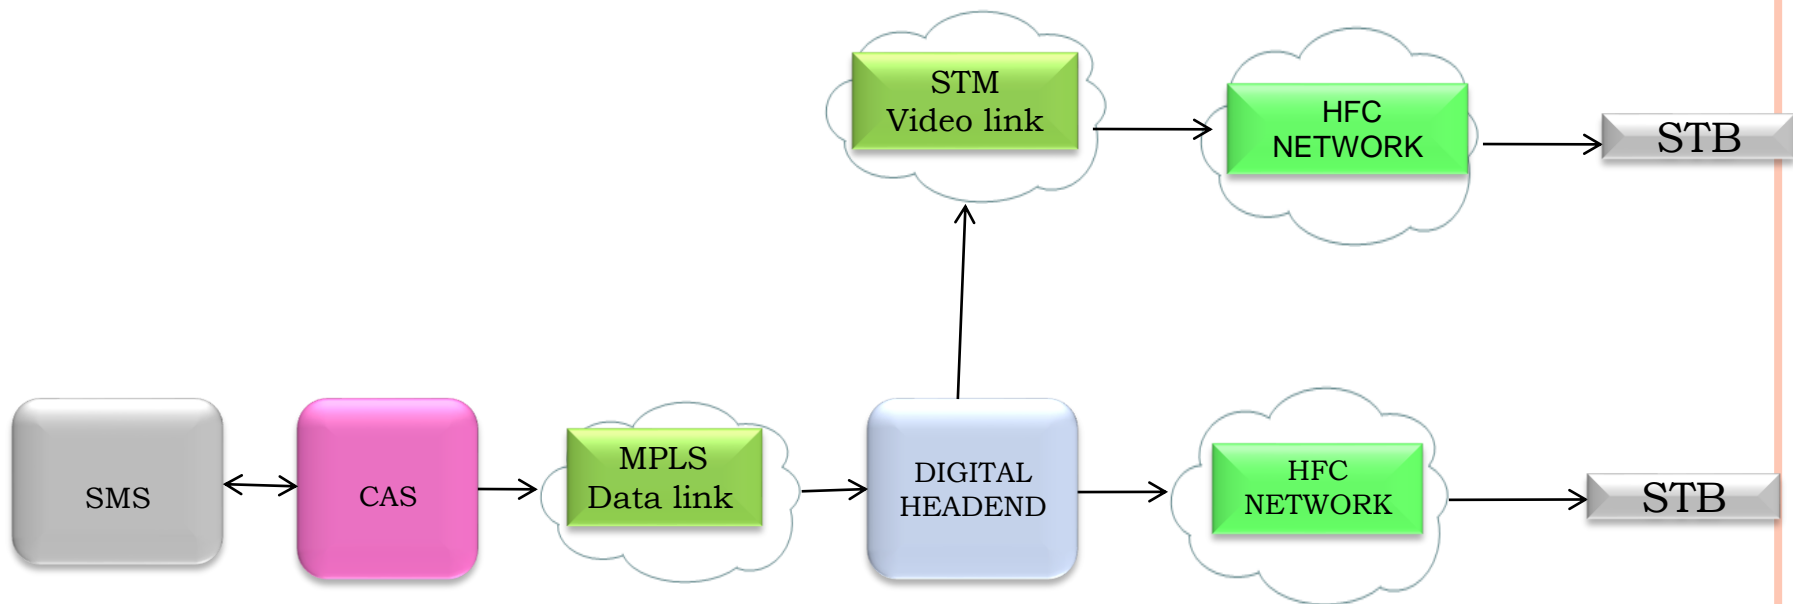 STM
Video link
HFC
NETWORK
STB
SMS
CAS
MPLS
Data link
DIGITAL
HEADEND
HFC
NETWORK
STB